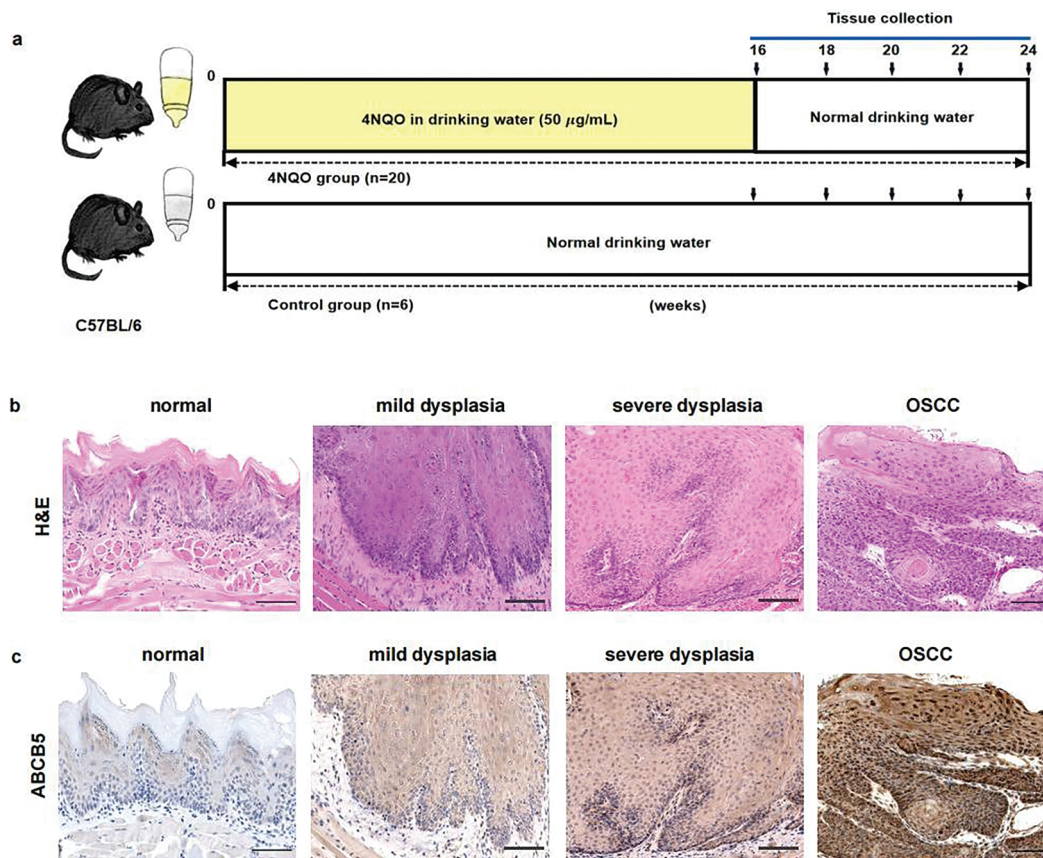 a
Tissue collection
16 18 20 22 24
0
4NQO in drinking water (50 μg/mL)
Normal drinking water
4NQO group (n=20)
0
Normal drinking water
Control group (n=6)
(weeks)
C57BL/6
b
normal mild dysplasia severe dysplasia OSCC
H&E
c
normal mild dysplasia severe dysplasia OSCC
ABCB5